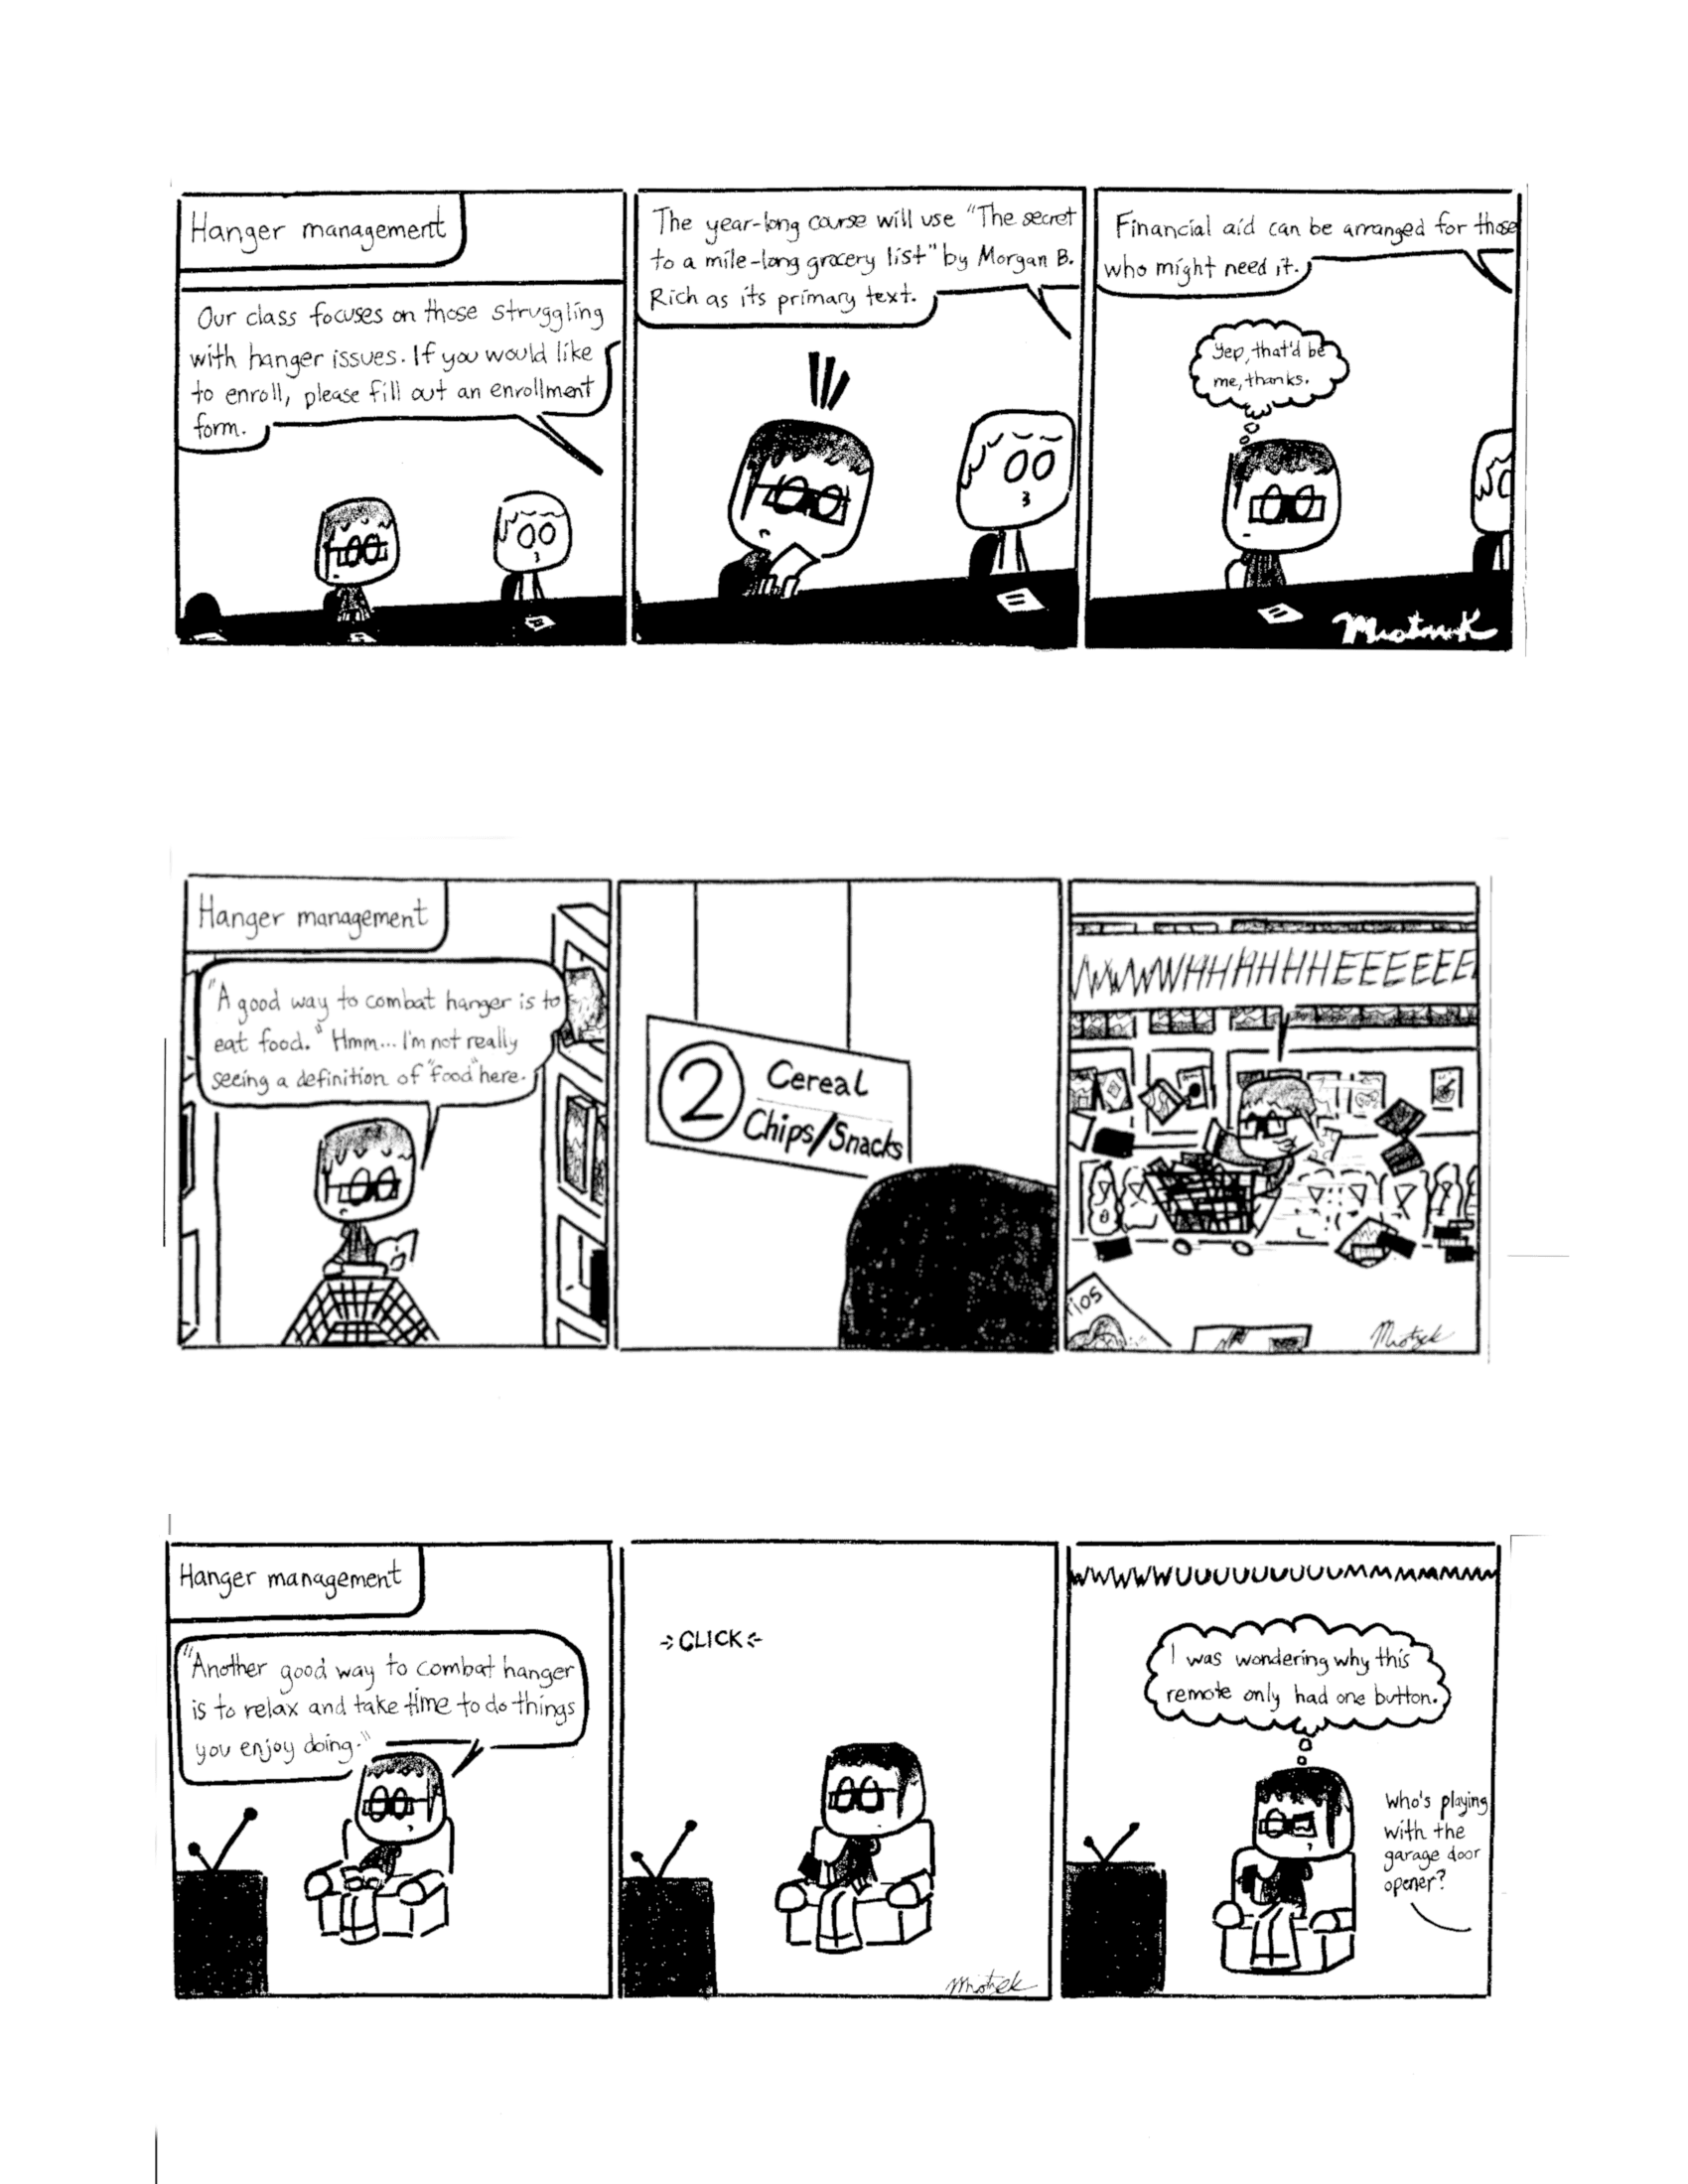 Hanger management
Our class focuses on those struggling
with hanger issues. If you would like
to enroll, please fill out an enrollment
form.
The year-long course will use "The secret
to a mile-long grocery list" by Morgan B.
Rich as its primary text.
Financial aid can be arranged for those
who might need it.
Yep, that'd be
me, thanks.
Hanger management
"A good way to combat hanger is to
eat food." Hmm... I'm not really
seeing a definition of "food" here.
2
Cereal
Chips/Snacks
WWWWHHHHHHHEEEEEEE
rios
Hanger management
"Another good way to combat hanger
is to relax and take time to do things
you enjoy doing."
CLICK
WWWWWUUUUUUUUUUMMMMMMMM
I was wondering why this
remote only had one button.
Who's playing
with the
garage door
opener?